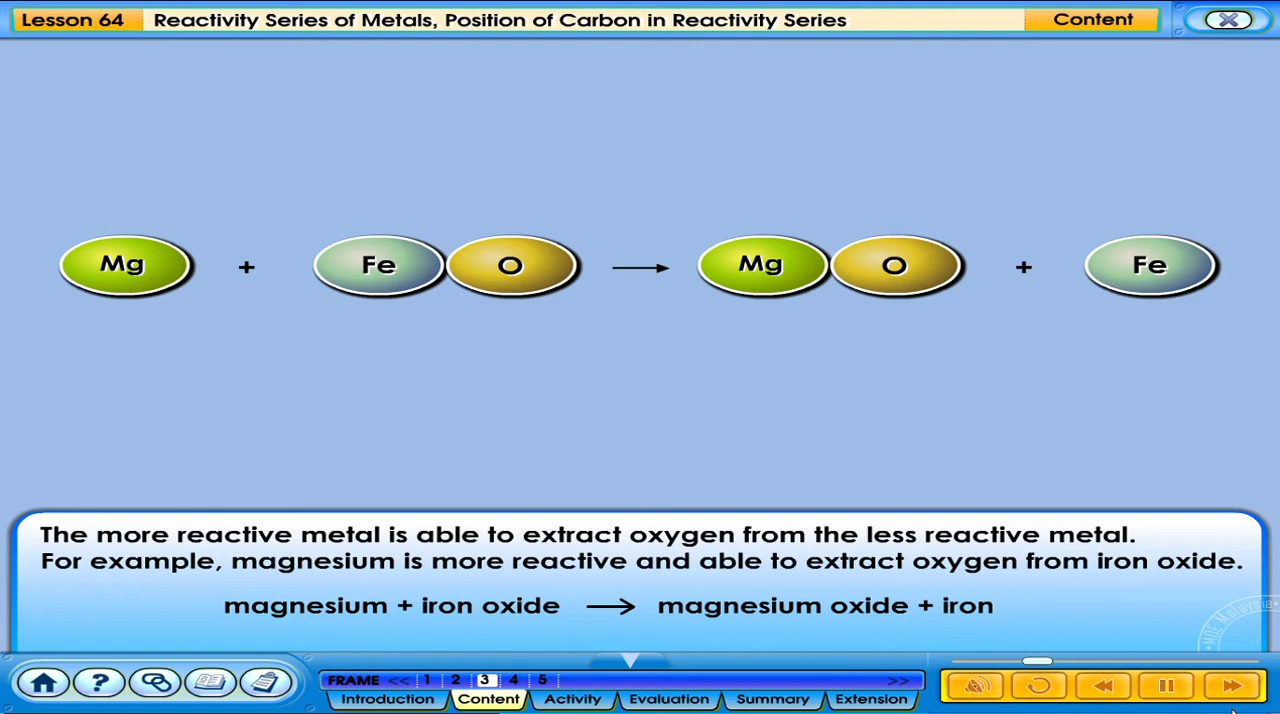 Lesson 64 Reactivity Series of Metals, Position of Carbon in Reactivity Series Content
Mg + Fe O → Mg O + Fe
The more reactive metal is able to extract oxygen from the less reactive metal.
For example, magnesium is more reactive and able to extract oxygen from iron oxide.
magnesium + iron oxide → magnesium oxide + iron
MOE Malaysia
FRAME << 1 2 3 4 5 >>
Introduction Content Activity Evaluation Summary Extension